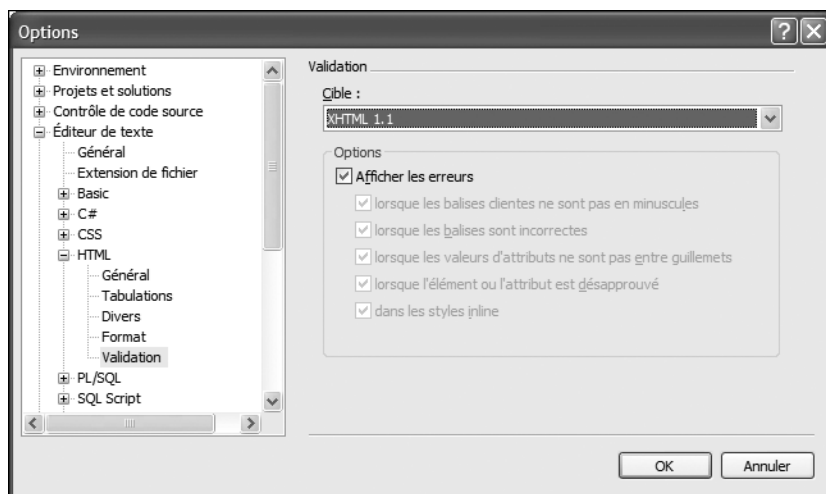 Options
Environnement
Projets et solutions
Contrôle de code source
Éditeur de texte
Général
Extension de fichier
Basic
C#
CSS
HTML
Général
Tabulations
Divers
Format
Validation
PL/SQL
SQL Script
Validation
Cible :
XHTML 1.1
Options
Afficher les erreurs
lorsque les balises clientes ne sont pas en minuscules
lorsque les balises sont incorrectes
lorsque les valeurs d'attributs ne sont pas entre guillemets
lorsque l'élément ou l'attribut est désapprouvé
dans les styles inline
OK
Annuler